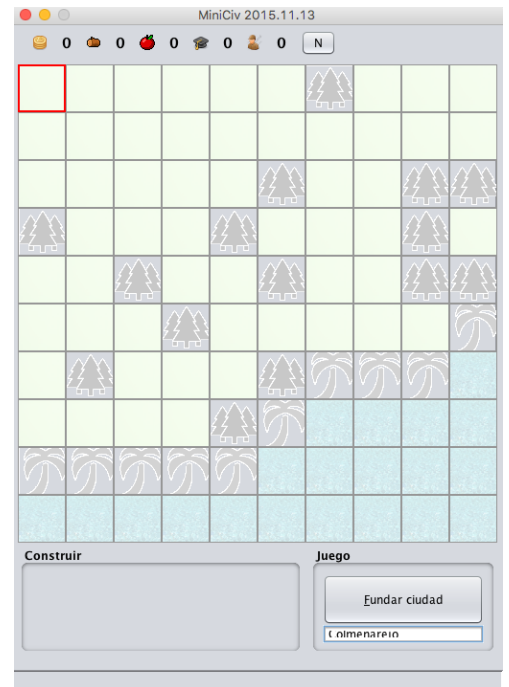 MiniCiv 2015.11.13
0 0 0 0 0 N
Construir
Juego
Fundar ciudad
Colmenarejo